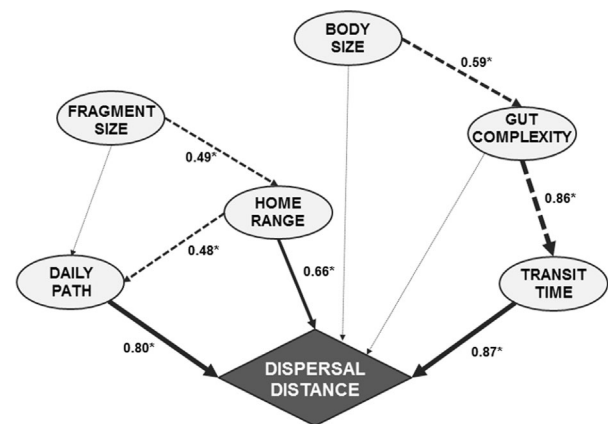 BODY
SIZE
0.59*
FRAGMENT
SIZE
GUT
COMPLEXITY
0.49*
0.86*
HOME
RANGE
0.48*
DAILY
PATH
0.66*
TRANSIT
TIME
0.80*
0.87*
DISPERSAL
DISTANCE